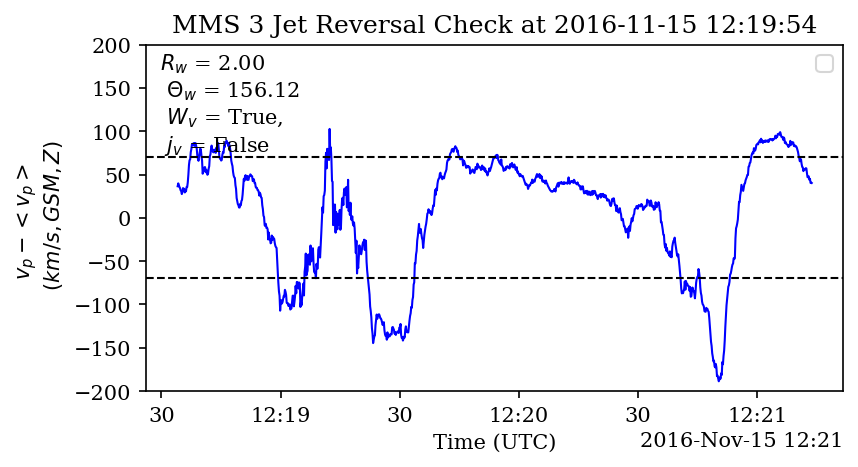 MMS 3 Jet Reversal Check at 2016-11-15 12:19:54
R_w = 2.00
Θ_w = 156.12
W_v = True,
j_v = False
v_p − < v_p >
(km/s, GSM, Z)
200
150
100
50
0
−50
−100
−150
−200
30 12:19 30 12:20 30 12:21
Time (UTC)
2016-Nov-15 12:21